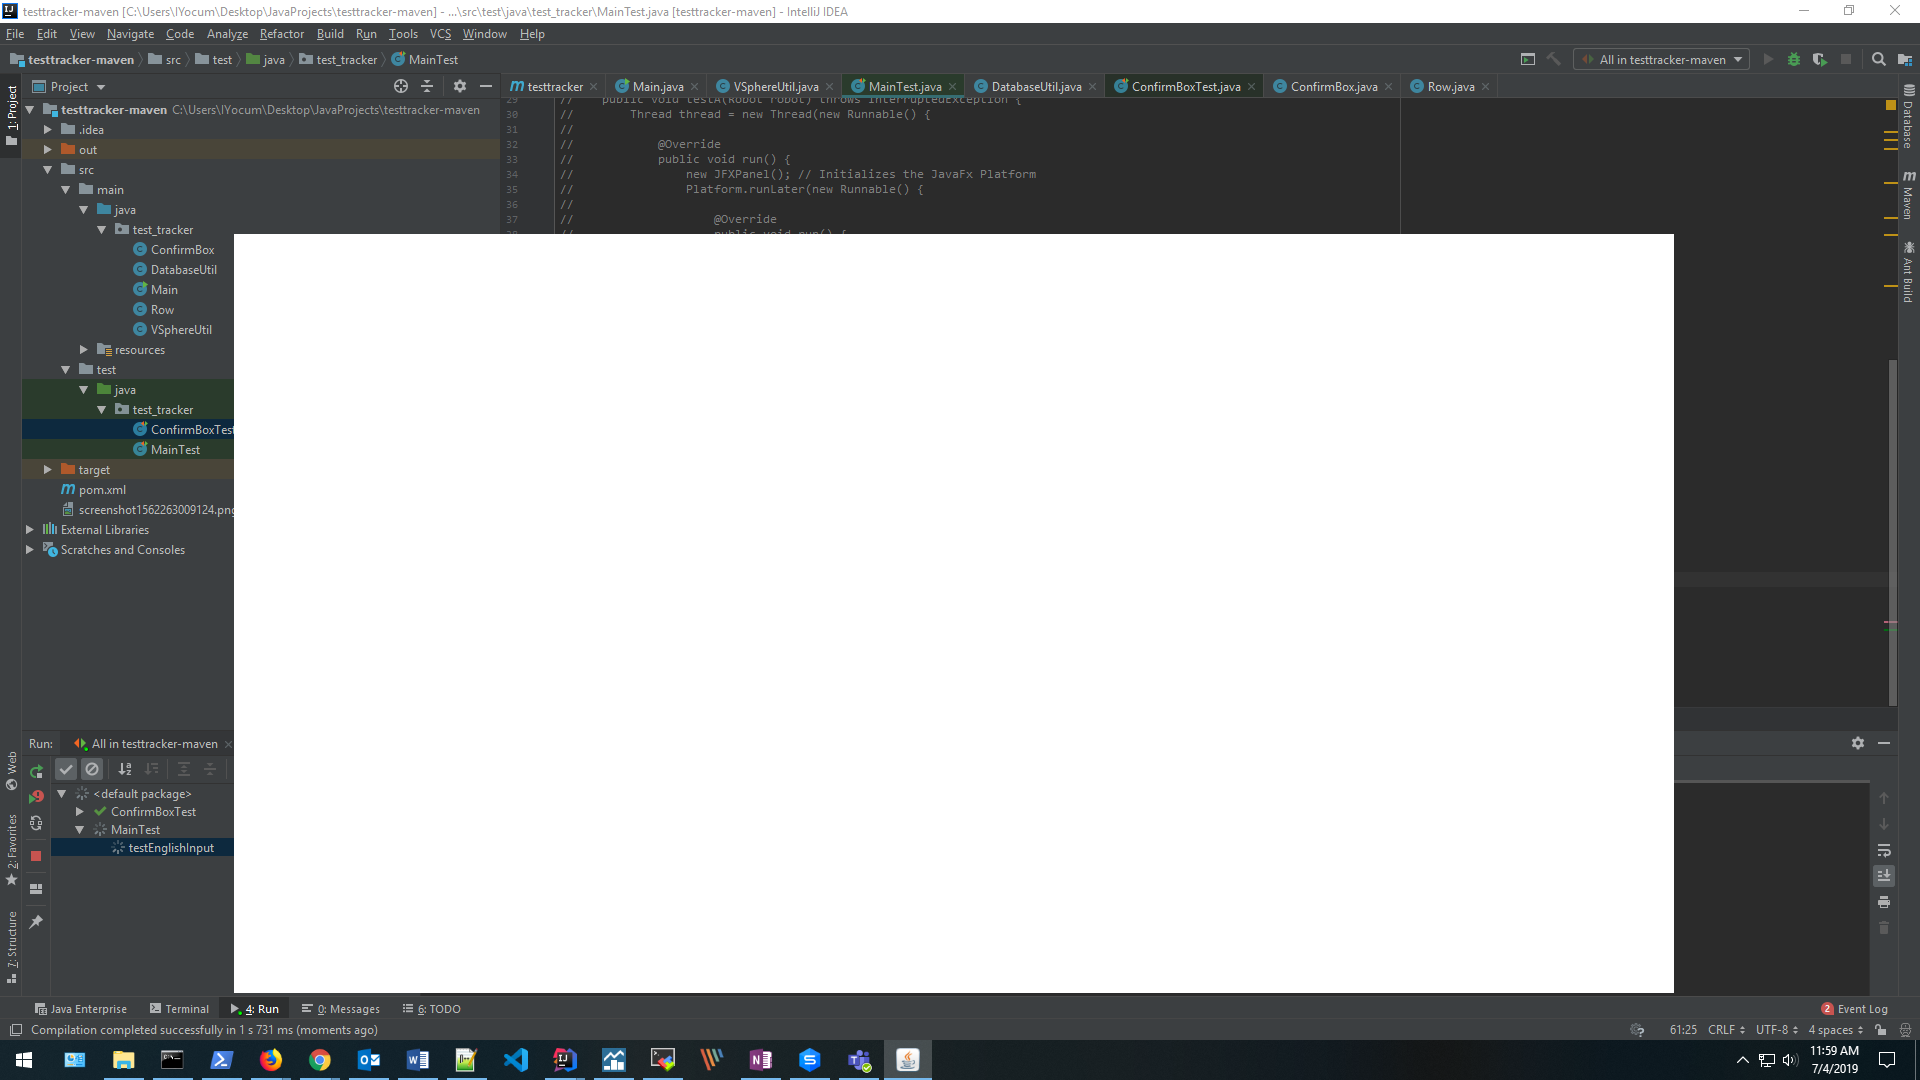 testtracker-maven [C:\Users\IYocum\Desktop\JavaProjects\testtracker-maven] - ...\src\test\java\test_tracker\MainTest.java [testtracker-maven] - IntelliJ IDEA
File Edit View Navigate Code Analyze Refactor Build Run Tools VCS Window Help
testtracker-maven src test java test_tracker MainTest
All in testtracker-maven
Project
testtracker Main.java VSphereUtil.java MainTest.java DatabaseUtil.java ConfirmBoxTest.java ConfirmBox.java Row.java
1: Project
Database
Maven
Ant Build
testtracker-maven C:\Users\IYocum\Desktop\JavaProjects\testtracker-maven
.idea
out
src
main
java
test_tracker
ConfirmBox
DatabaseUtil
Main
Row
VSphereUtil
resources
test
java
test_tracker
ConfirmBoxTest
MainTest
target
pom.xml
screenshot1562263009124.png
External Libraries
Scratches and Consoles
29 // public void testA(Robot robot) throws InterruptedException {
30 // Thread thread = new Thread(new Runnable() {
31 //
32 // @Override
33 // public void run() {
34 // new JFXPanel(); // Initializes the JavaFx Platform
35 // Platform.runLater(new Runnable() {
36 //
37 // @Override
38 // public void run() {
Run: All in testtracker-maven
<default package>
ConfirmBoxTest
MainTest
testEnglishInput
Web
2: Favorites
7: Structure
Java Enterprise Terminal 4: Run 0: Messages 6: TODO
2 Event Log
Compilation completed successfully in 1 s 731 ms (moments ago)
61:25 CRLF UTF-8 4 spaces
11:59 AM
7/4/2019